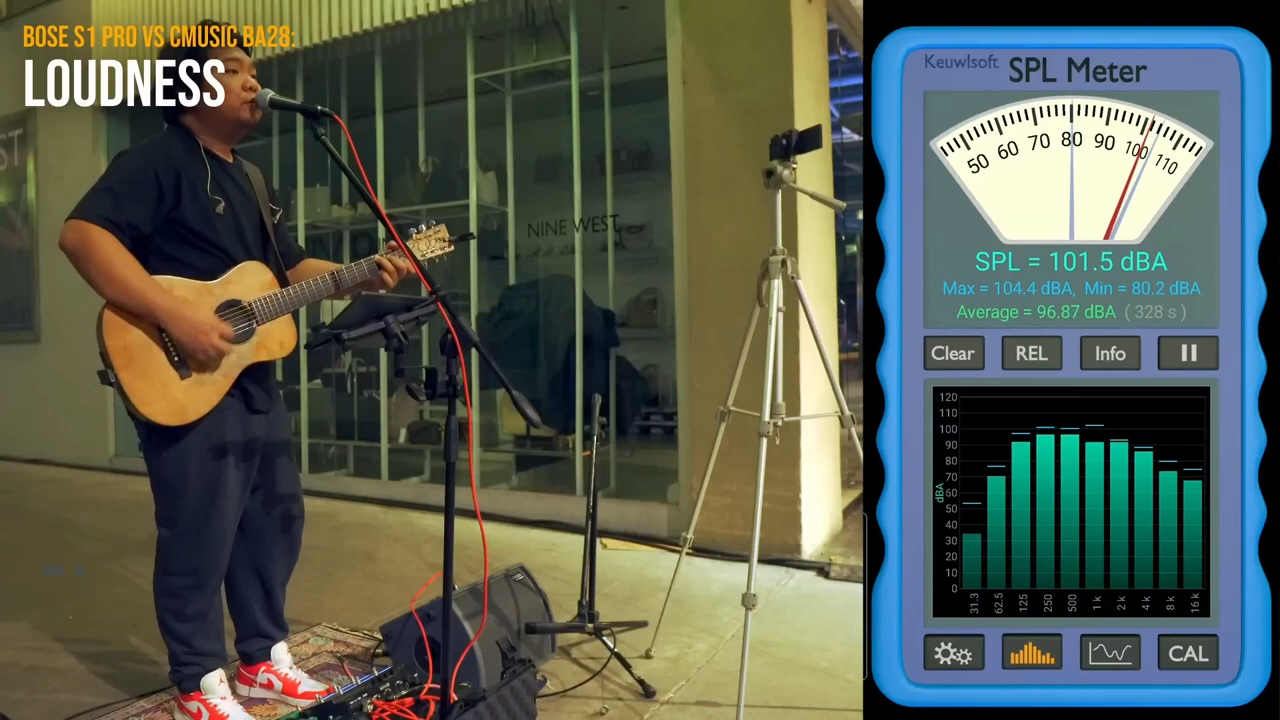 BOSE S1 PRO VS CMUSIC BA28:
LOUDNESS
ST
NINE WEST
Keuwlsoft SPL Meter
50 60 70 80 90 100 110
SPL = 101.5 dBA
Max = 104.4 dBA, Min = 80.2 dBA
Average = 96.87 dBA ( 328 s )
Clear REL Info
120
110
100
90
80
70
60
50
40
30
20
10
0
dBA
31.3 62.5 125 250 500 1 k 2 k 4 k 8 k 16 k
CAL